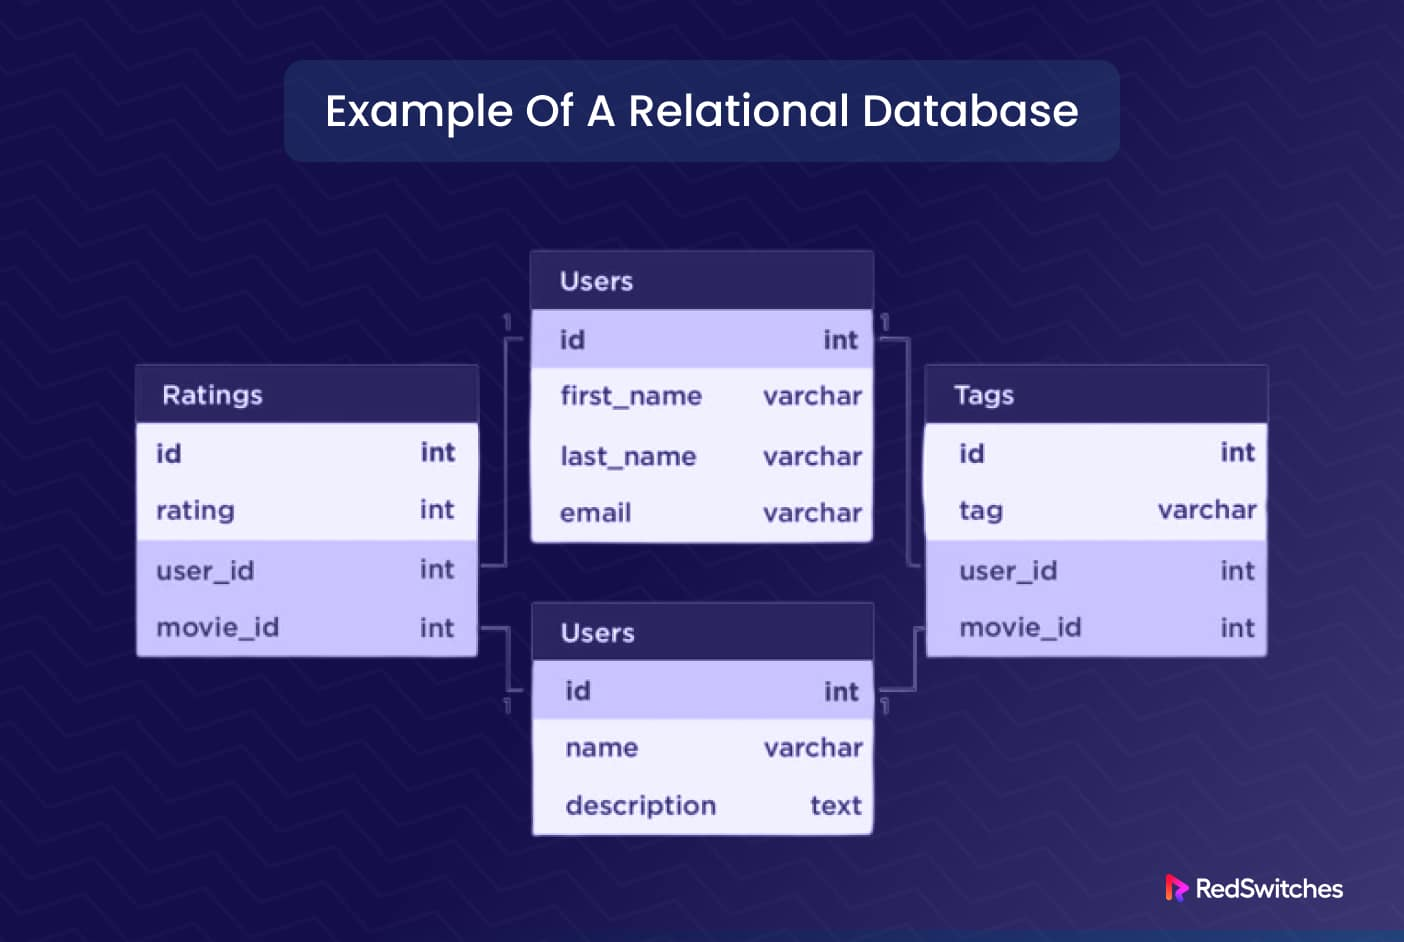 Example Of A Relational Database
Users
1
1
id int
first_name varchar
last_name varchar
email varchar
Ratings
id int
rating int
user_id int
movie_id int
Tags
id int
tag varchar
user_id int
movie_id int
Users
id int
1
1
name varchar
description text
RedSwitches